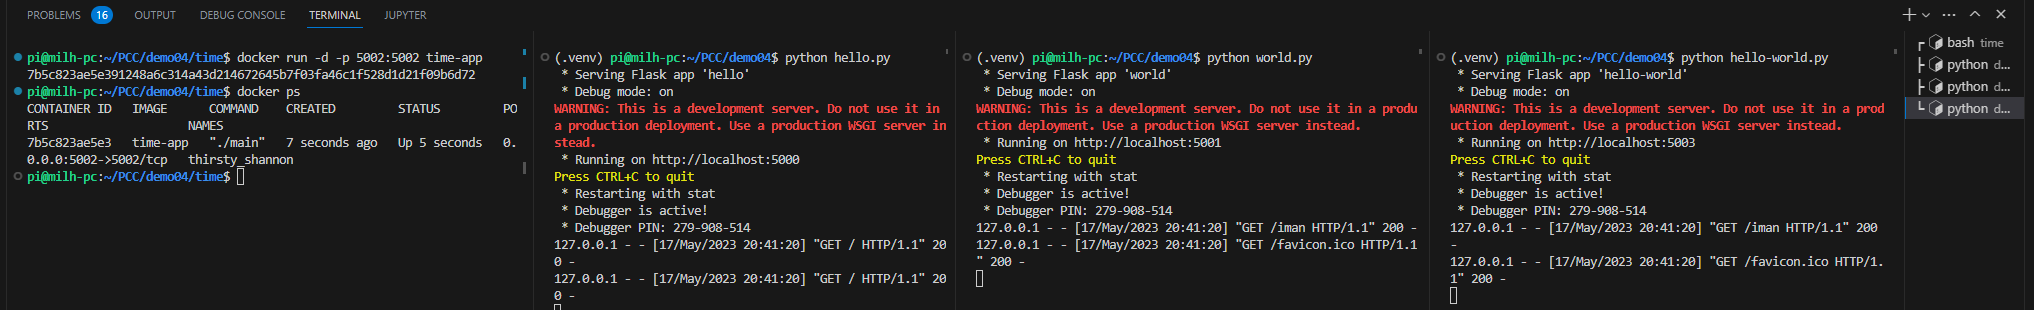 PROBLEMS 16 OUTPUT DEBUG CONSOLE TERMINAL JUPYTER
pi@milh-pc:~/PCC/demo04/time$ docker run -d -p 5002:5002 time-app
7b5c823ae5e391248a6c314a43d214672645b7f03fa46c1f528d1d21f09b6d72
pi@milh-pc:~/PCC/demo04/time$ docker ps
CONTAINER ID   IMAGE      COMMAND    CREATED         STATUS         PO
RTS                    NAMES
7b5c823ae5e3   time-app   "./main"   7 seconds ago   Up 5 seconds   0.
0.0.0:5002->5002/tcp   thirsty_shannon
pi@milh-pc:~/PCC/demo04/time$
(.venv) pi@milh-pc:~/PCC/demo04$ python hello.py
 * Serving Flask app 'hello'
 * Debug mode: on
WARNING: This is a development server. Do not use it in
a production deployment. Use a production WSGI server in
stead.
 * Running on http://localhost:5000
Press CTRL+C to quit
 * Restarting with stat
 * Debugger is active!
 * Debugger PIN: 279-908-514
127.0.0.1 - - [17/May/2023 20:41:20] "GET / HTTP/1.1" 20
0 -
127.0.0.1 - - [17/May/2023 20:41:20] "GET / HTTP/1.1" 20
0 -
(.venv) pi@milh-pc:~/PCC/demo04$ python world.py
 * Serving Flask app 'world'
 * Debug mode: on
WARNING: This is a development server. Do not use it in a produ
ction deployment. Use a production WSGI server instead.
 * Running on http://localhost:5001
Press CTRL+C to quit
 * Restarting with stat
 * Debugger is active!
 * Debugger PIN: 279-908-514
127.0.0.1 - - [17/May/2023 20:41:20] "GET /iman HTTP/1.1" 200 -
127.0.0.1 - - [17/May/2023 20:41:20] "GET /favicon.ico HTTP/1.1
" 200 -
(.venv) pi@milh-pc:~/PCC/demo04$ python hello-world.py
 * Serving Flask app 'hello-world'
 * Debug mode: on
WARNING: This is a development server. Do not use it in a prod
uction deployment. Use a production WSGI server instead.
 * Running on http://localhost:5003
Press CTRL+C to quit
 * Restarting with stat
 * Debugger is active!
 * Debugger PIN: 279-908-514
127.0.0.1 - - [17/May/2023 20:41:20] "GET /iman HTTP/1.1" 200
-
127.0.0.1 - - [17/May/2023 20:41:20] "GET /favicon.ico HTTP/1.
1" 200 -
bash time
python d...
python d...
python d...